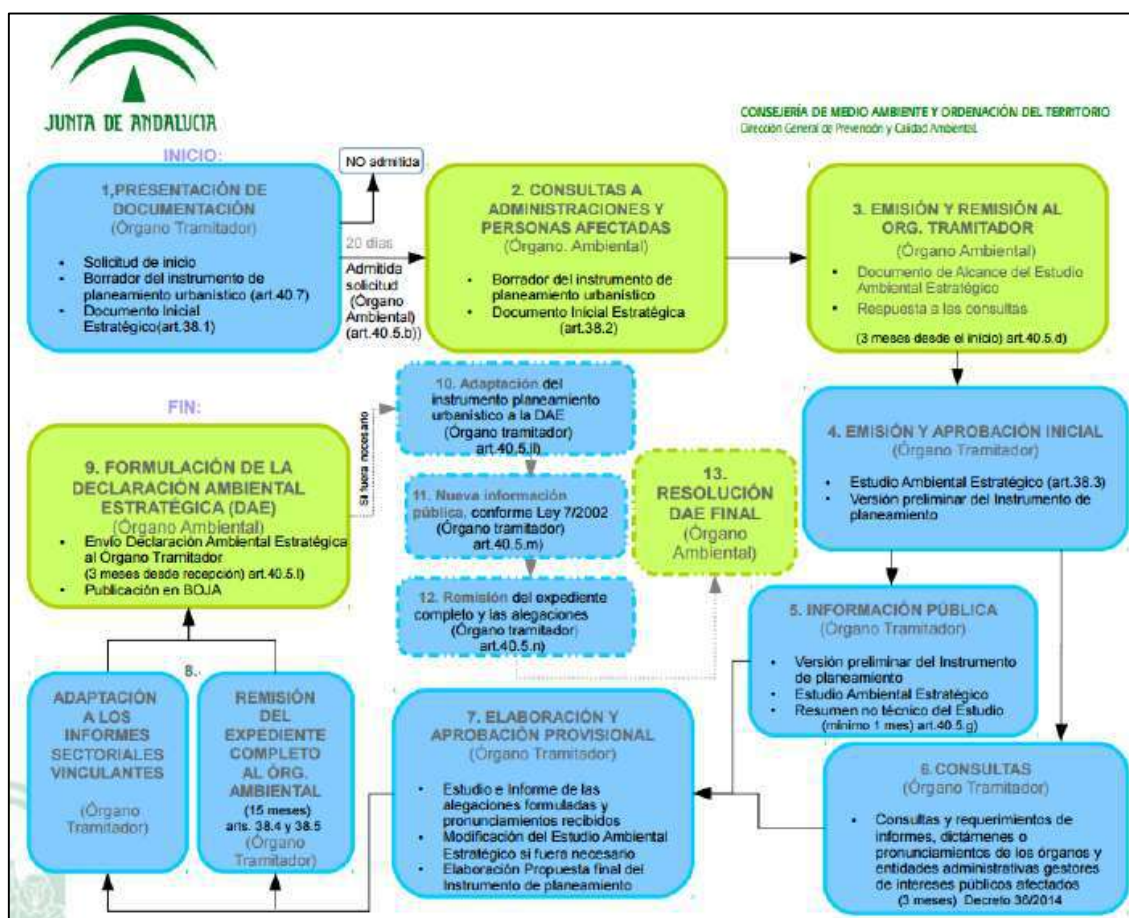 JUNTA DE ANDALUCIA
CONSEJERÍA DE MEDIO AMBIENTE Y ORDENACIÓN DEL TERRITORIO
Dirección General de Prevención y Calidad Ambiental.
INICIO:
1,PRESENTACIÓN DE
DOCUMENTACIÓN
(Órgano Tramitador)
• Solicitud de inicio
• Borrador del instrumento de
planeamiento urbanístico (art.40.7)
• Documento Inicial
Estratégico(art.38.1)
NO admitida
20 días
Admitida
solicitud
(Órgano
Ambiental)
(art.40.5.b))
2. CONSULTAS A
ADMINISTRACIONES Y
PERSONAS AFECTADAS
(Órgano. Ambiental)
• Borrador del instrumento de
planeamiento urbanístico
• Documento Inicial Estratégica
(art.38.2)
3. EMISIÓN Y REMISIÓN AL
ORG. TRAMITADOR
(Órgano Ambiental)
• Documento de Alcance del Estudio
Ambiental Estratégico
• Respuesta a las consultas
(3 meses desde el inicio) art.40.5.d)
4. EMISIÓN Y APROBACIÓN INICIAL
(Órgano Tramitador)
• Estudio Ambiental Estratégico (art.38.3)
• Versión preliminar del Instrumento de
planeamiento
5. INFORMACIÓN PÚBLICA
(Órgano Tramitador)
• Versión preliminar del Instrumento
de planeamiento
• Estudio Ambiental Estratégico
• Resumen no técnico del Estudio
(mínimo 1 mes) art.40.5.g)
6.CONSULTAS
(Órgano Tramitador)
• Consultas y requerimientos de
informes, dictámenes o
pronunciamientos de los órganos y
entidades administrativas gestores
de intereses públicos afectados
(3 meses) Decreto 36/2014
7. ELABORACIÓN Y
APROBACIÓN PROVISIONAL
(Órgano Tramitador)
• Estudio e Informe de las
alegaciones formuladas y
pronunciamientos recibidos
• Modificación del Estudio Ambiental
Estratégico si fuera necesario
• Elaboración Propuesta final del
Instrumento de planeamiento
8.-
ADAPTACIÓN
A LOS
INFORMES
SECTORIALES
VINCULANTES
(Órgano
Tramitador)
REMISIÓN
DEL
EXPEDIENTE
COMPLETO
AL ÓRG.
AMBIENTAL
(15 meses)
arts. 38.4 y 38.5
(Órgano
Tramitador)
FIN:
9. FORMULACIÓN DE LA
DECLARACIÓN AMBIENTAL
ESTRATÉGICA (DAE)
(Órgano Ambiental)
• Envío Declaración Ambiental Estratégica
al Órgano Tramitador
(3 meses desde recepción) art.40.5.l)
• Publicación en BOJA
Si fuera necesario
10. Adaptación del
instrumento planeamiento
urbanístico a la DAE
(Órgano tramitador)
art.40.5.ll)
11. Nueva información
pública, conforme Ley 7/2002
(Órgano tramitador)
art.40.5.m)
12. Remisión del expediente
completo y las alegaciones
(Órgano tramitador)
art.40.5.n)
13.
RESOLUCIÓN
DAE FINAL
(Órgano
Ambiental)